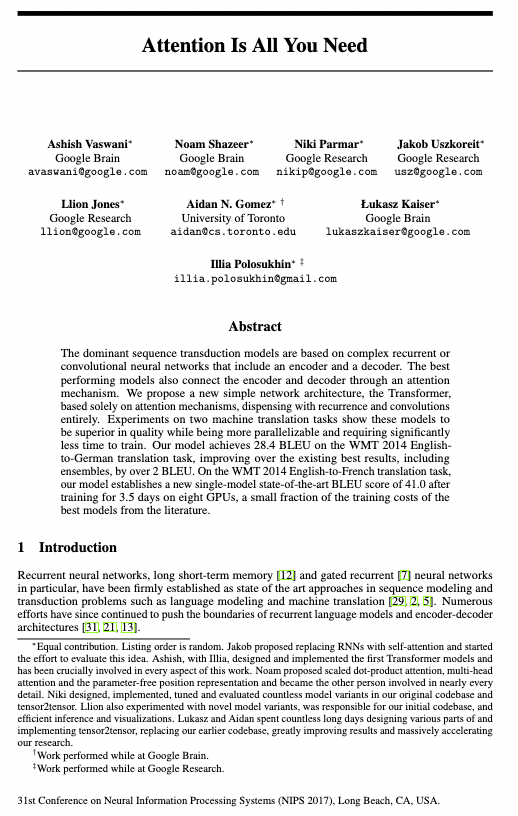 Attention Is All You Need
Ashish Vaswani*
Google Brain
avaswani@google.com
Noam Shazeer*
Google Brain
noam@google.com
Niki Parmar*
Google Research
nikip@google.com
Jakob Uszkoreit*
Google Research
usz@google.com
Llion Jones*
Google Research
llion@google.com
Aidan N. Gomez* †
University of Toronto
aidan@cs.toronto.edu
Łukasz Kaiser*
Google Brain
lukaszkaiser@google.com
Illia Polosukhin* ‡
illia.polosukhin@gmail.com
Abstract
The dominant sequence transduction models are based on complex recurrent or
convolutional neural networks that include an encoder and a decoder. The best
performing models also connect the encoder and decoder through an attention
mechanism. We propose a new simple network architecture, the Transformer,
based solely on attention mechanisms, dispensing with recurrence and convolutions
entirely. Experiments on two machine translation tasks show these models to
be superior in quality while being more parallelizable and requiring significantly
less time to train. Our model achieves 28.4 BLEU on the WMT 2014 English-
to-German translation task, improving over the existing best results, including
ensembles, by over 2 BLEU. On the WMT 2014 English-to-French translation task,
our model establishes a new single-model state-of-the-art BLEU score of 41.0 after
training for 3.5 days on eight GPUs, a small fraction of the training costs of the
best models from the literature.
1 Introduction
Recurrent neural networks, long short-term memory [12] and gated recurrent [7] neural networks
in particular, have been firmly established as state of the art approaches in sequence modeling and
transduction problems such as language modeling and machine translation [29, 2, 5]. Numerous
efforts have since continued to push the boundaries of recurrent language models and encoder-decoder
architectures [31, 21, 13].
*Equal contribution. Listing order is random. Jakob proposed replacing RNNs with self-attention and started
the effort to evaluate this idea. Ashish, with Illia, designed and implemented the first Transformer models and
has been crucially involved in every aspect of this work. Noam proposed scaled dot-product attention, multi-head
attention and the parameter-free position representation and became the other person involved in nearly every
detail. Niki designed, implemented, tuned and evaluated countless model variants in our original codebase and
tensor2tensor. Llion also experimented with novel model variants, was responsible for our initial codebase, and
efficient inference and visualizations. Lukasz and Aidan spent countless long days designing various parts of and
implementing tensor2tensor, replacing our earlier codebase, greatly improving results and massively accelerating
our research.
†Work performed while at Google Brain.
‡Work performed while at Google Research.
31st Conference on Neural Information Processing Systems (NIPS 2017), Long Beach, CA, USA.